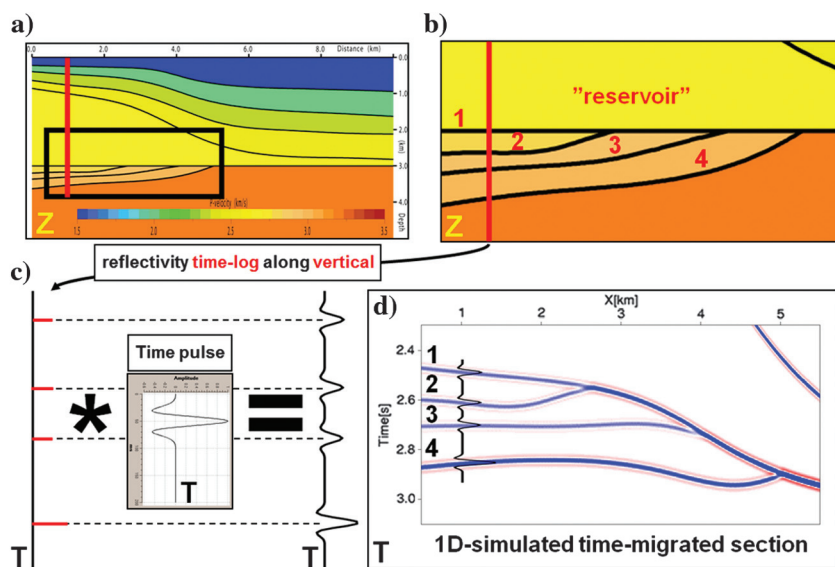 a)
0.0 2.0 4.0 6.0 Distance (km) 8.0
0.0
1.0
2.0
(km)
3.0
4.0
Depth
P-velocity (km/s)
1.5 2.0 2.5 3.0 3.5
Z
b)
"reservoir"
1
2 3 4
Z
reflectivity time-log along vertical
c)
Time pulse
Amplitude
T
*
=
T T
d)
X[km]
1 2 3 4 5
Time[s]
2.4
2.6
2.8
3.0
1
2
3
4
T 1D-simulated time-migrated section